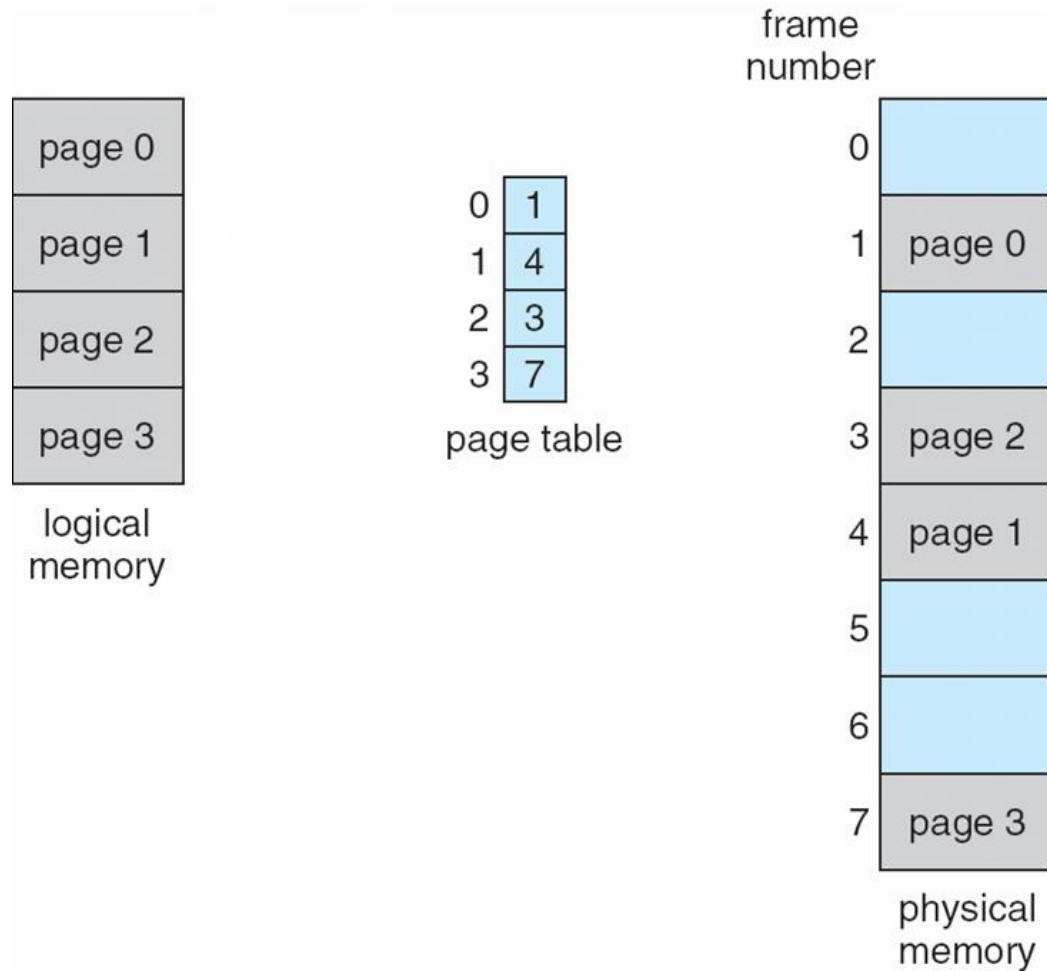 page 0
page 1
page 2
page 3
logical
memory
0 1
1 4
2 3
3 7
page table
frame
number
0
1 page 0
2
3 page 2
4 page 1
5
6
7 page 3
physical
memory